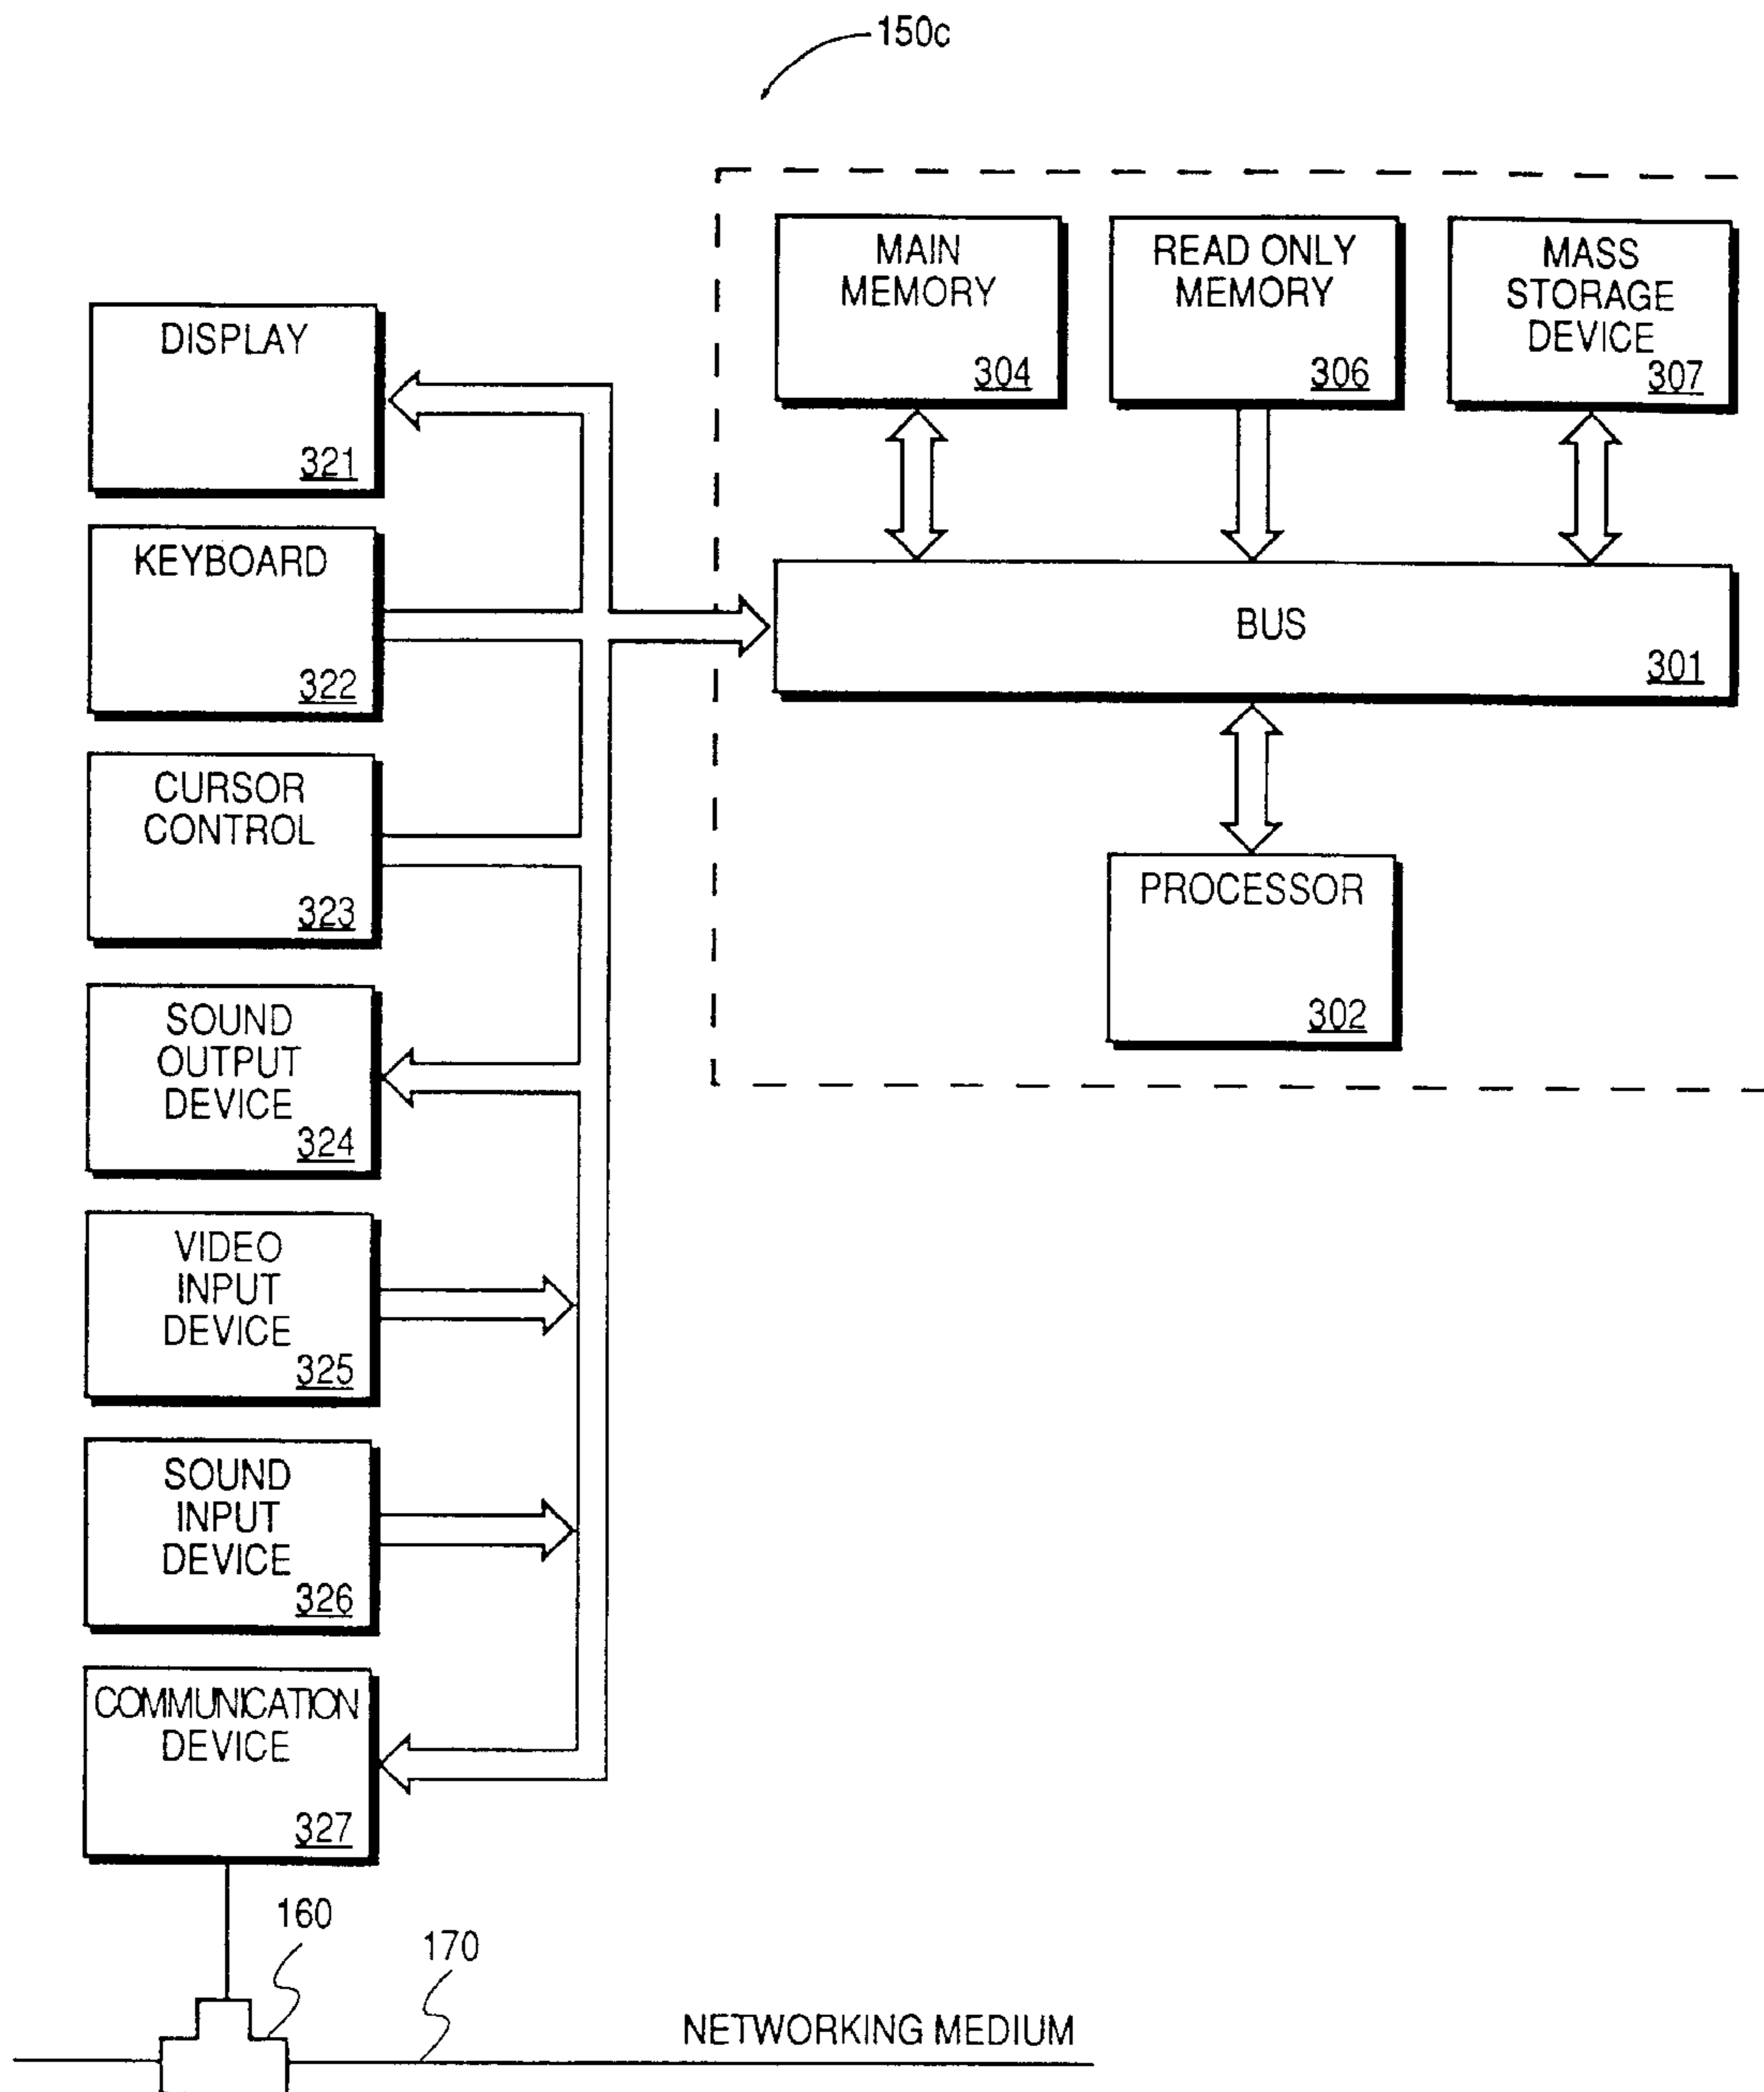 150c
MAIN
MEMORY
304
READ ONLY
MEMORY
306
MASS
STORAGE
DEVICE
307
DISPLAY
321
KEYBOARD
322
BUS
301
CURSOR
CONTROL
323
PROCESSOR
302
SOUND
OUTPUT
DEVICE
324
VIDEO
INPUT
DEVICE
325
SOUND
INPUT
DEVICE
326
COMMUNICATION
DEVICE
327
160
170
NETWORKING MEDIUM